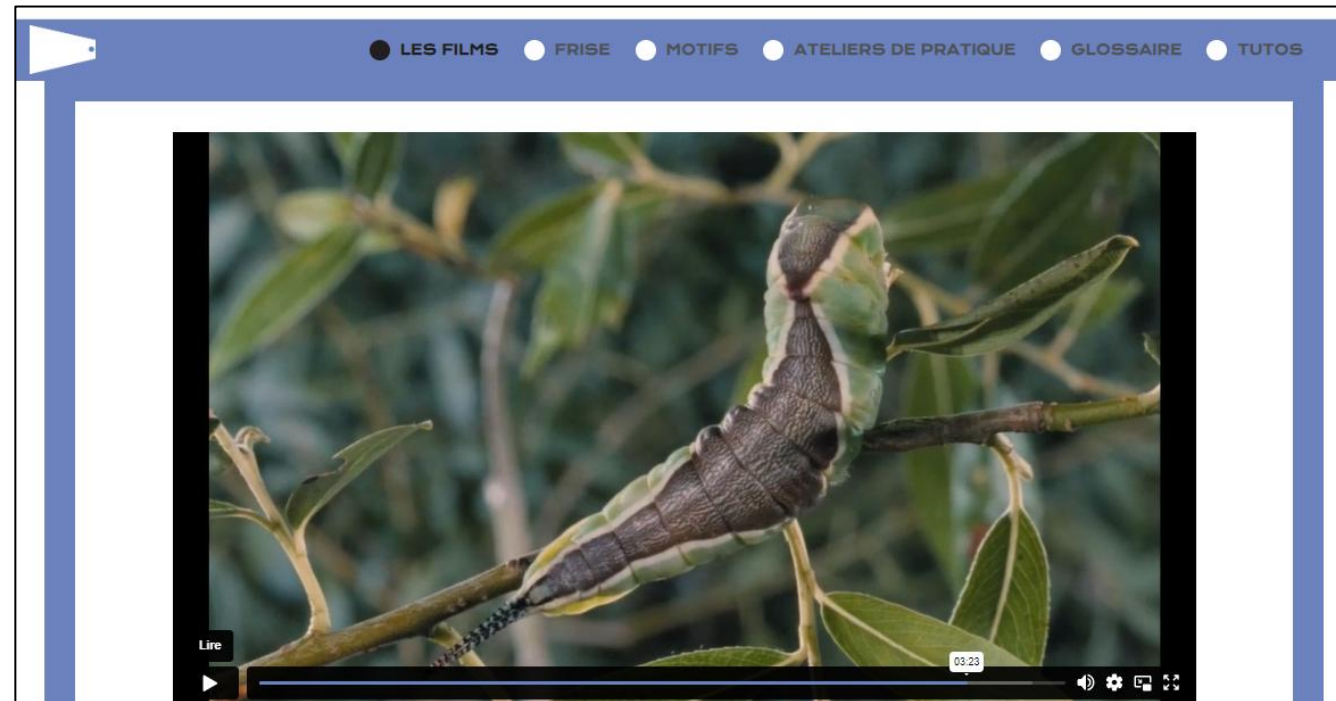 LES FILMS FRISE MOTIFS ATELIERS DE PRATIQUE GLOSSAIRE TUTOS
Lire
03:23